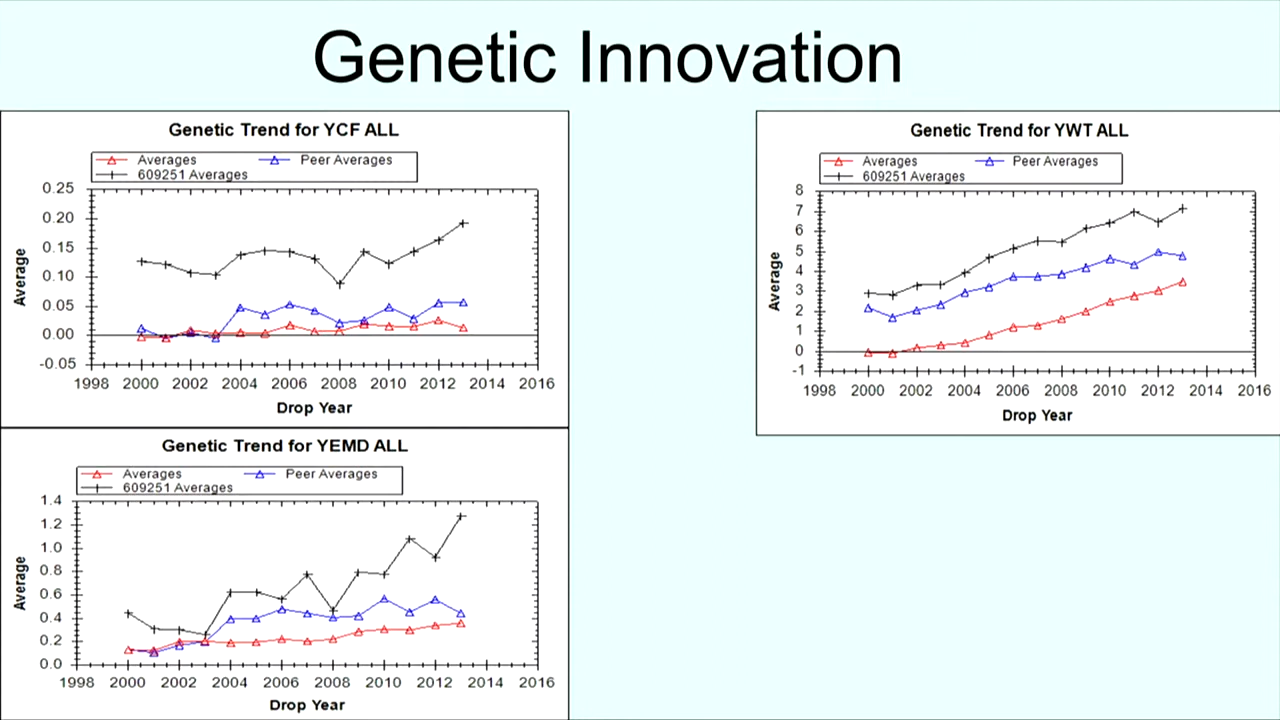 Genetic Innovation
Genetic Trend for YCF ALL
Averages Peer Averages
609251 Averages
0.25
0.20
0.15
0.10
0.05
0.00
-0.05
Average
1998 2000 2002 2004 2006 2008 2010 2012 2014 2016
Drop Year
Genetic Trend for YEMD ALL
Averages Peer Averages
609251 Averages
1.4
1.2
1.0
0.8
0.6
0.4
0.2
0.0
Average
1998 2000 2002 2004 2006 2008 2010 2012 2014 2016
Drop Year
Genetic Trend for YWT ALL
Averages Peer Averages
609251 Averages
8
7
6
5
4
3
2
1
0
-1
Average
1998 2000 2002 2004 2006 2008 2010 2012 2014 2016
Drop Year